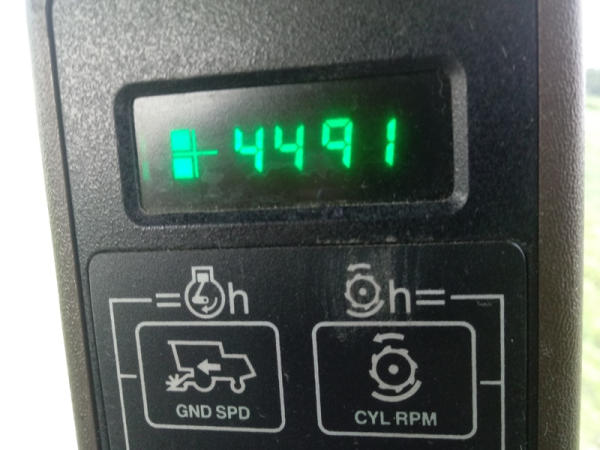 4491
=h h=
GND SPD CYL RPM